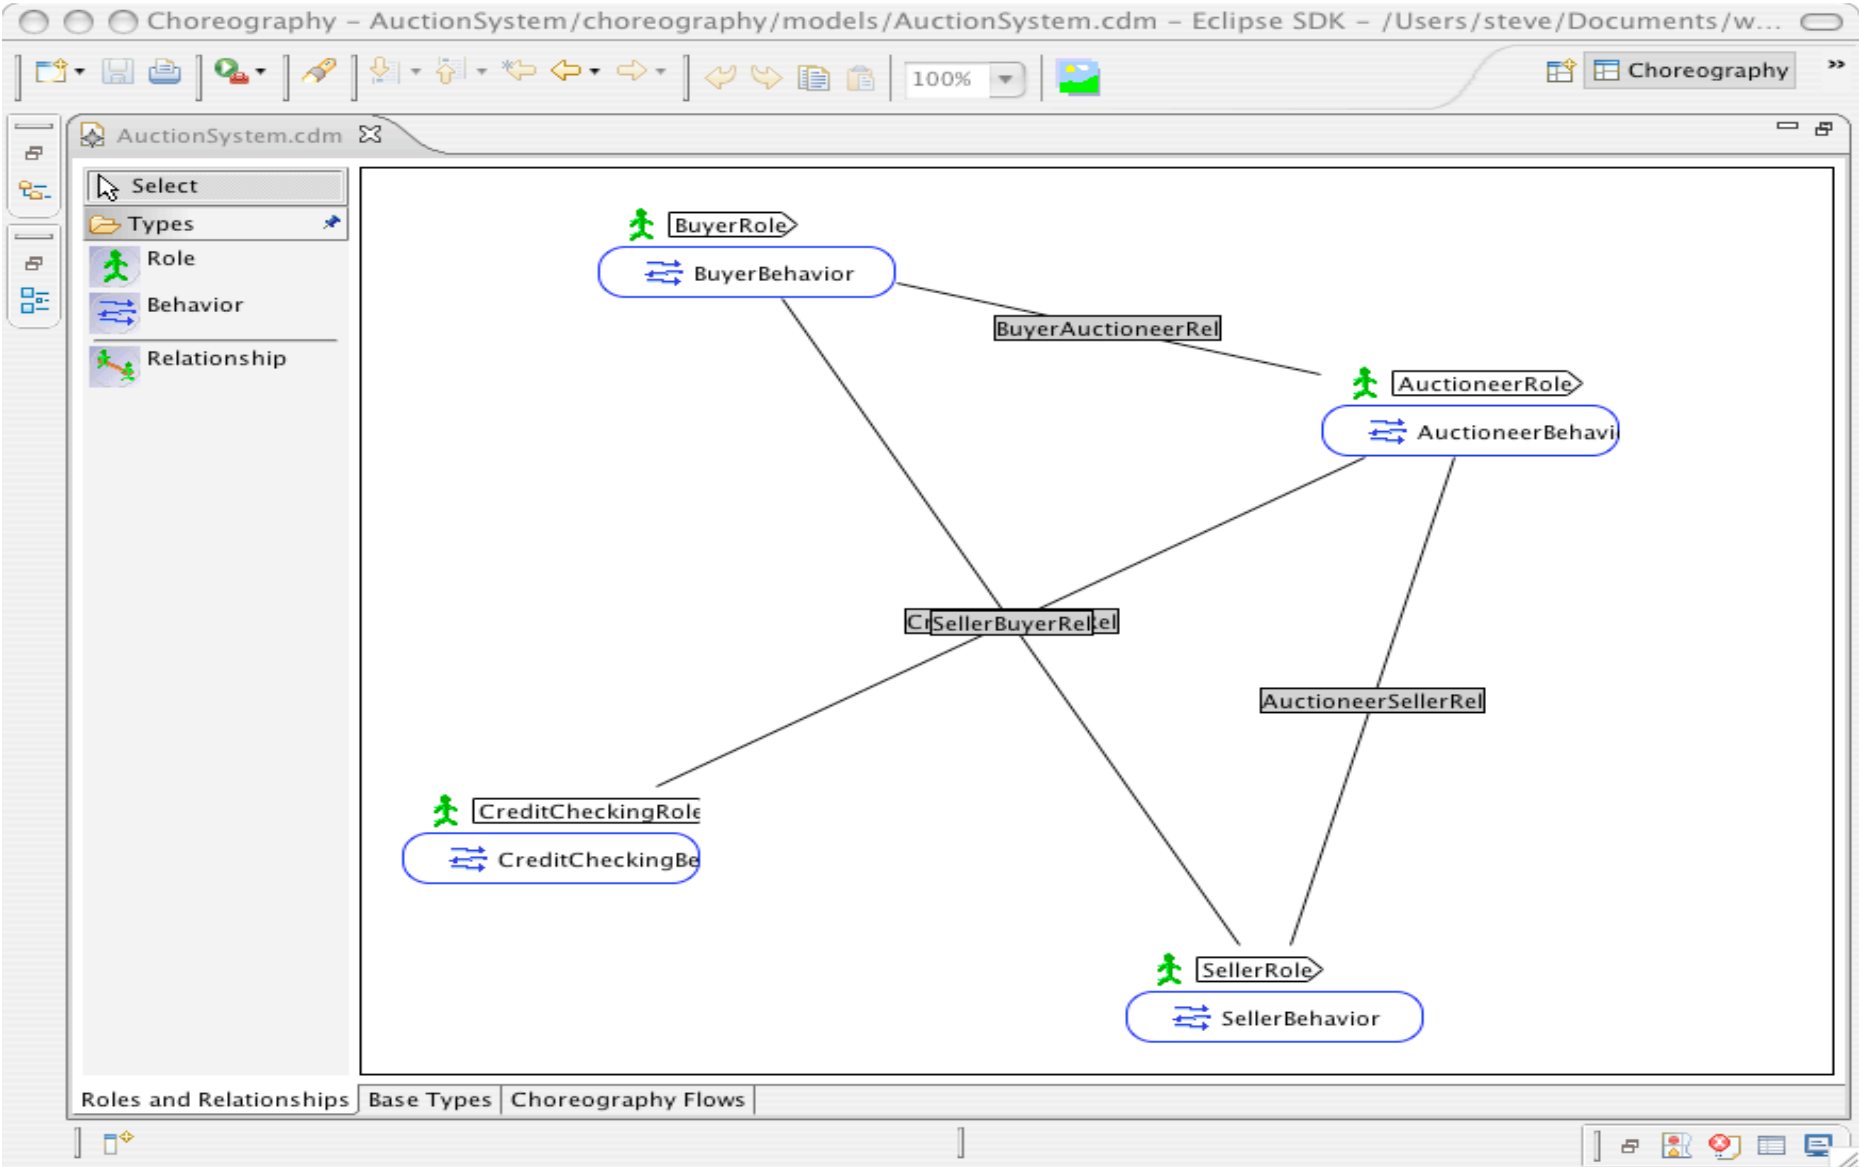 Choreography – AuctionSystem/choreography/models/AuctionSystem.cdm – Eclipse SDK – /Users/steve/Documents/w...
100%
Choreography
»
AuctionSystem.cdm
Select
Types
Role
Behavior
Relationship
BuyerRole
BuyerBehavior
BuyerAuctioneerRel
AuctioneerRole
AuctioneerBehavi
Cr
SellerBuyerRel
el
AuctioneerSellerRel
CreditCheckingRole
CreditCheckingBe
SellerRole
SellerBehavior
Roles and Relationships
Base Types
Choreography Flows